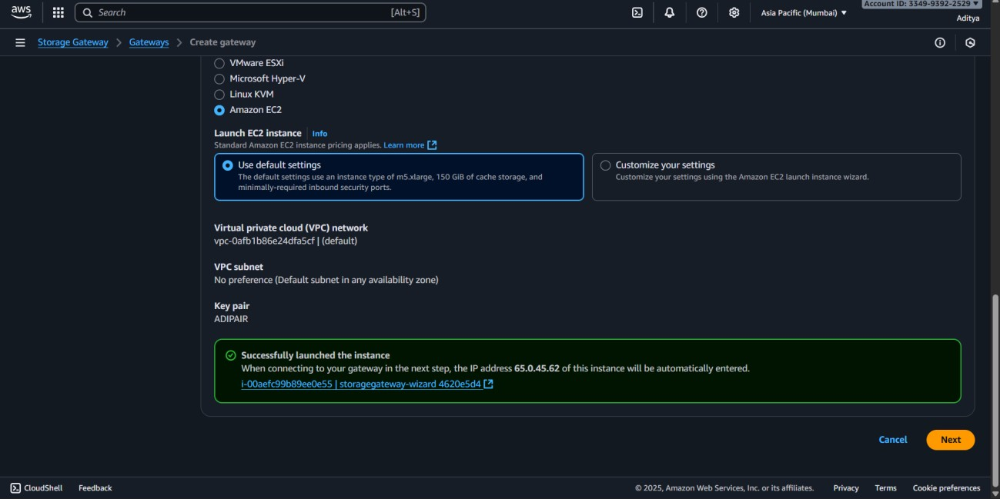 aws
Search
[Alt+S]
Asia Pacific (Mumbai)
Account ID: 3349-9392-2529
Aditya
Storage Gateway > Gateways > Create gateway
VMware ESXi
Microsoft Hyper-V
Linux KVM
Amazon EC2
Launch EC2 instance | Info
Standard Amazon EC2 instance pricing applies. Learn more
Use default settings
The default settings use an instance type of m5.xlarge, 150 GiB of cache storage, and
minimally-required inbound security ports.
Customize your settings
Customize your settings using the Amazon EC2 launch instance wizard.
Virtual private cloud (VPC) network
vpc-0afb1b86e24dfa5cf | (default)
VPC subnet
No preference (Default subnet in any availability zone)
Key pair
ADIPAIR
Successfully launched the instance
When connecting to your gateway in the next step, the IP address 65.0.45.62 of this instance will be automatically entered.
i-00aefc99b89ee0e55 | storagegateway-wizard 4620e5d4
Cancel
Next
CloudShell
Feedback
© 2025, Amazon Web Services, Inc. or its affiliates.
Privacy
Terms
Cookie preferences